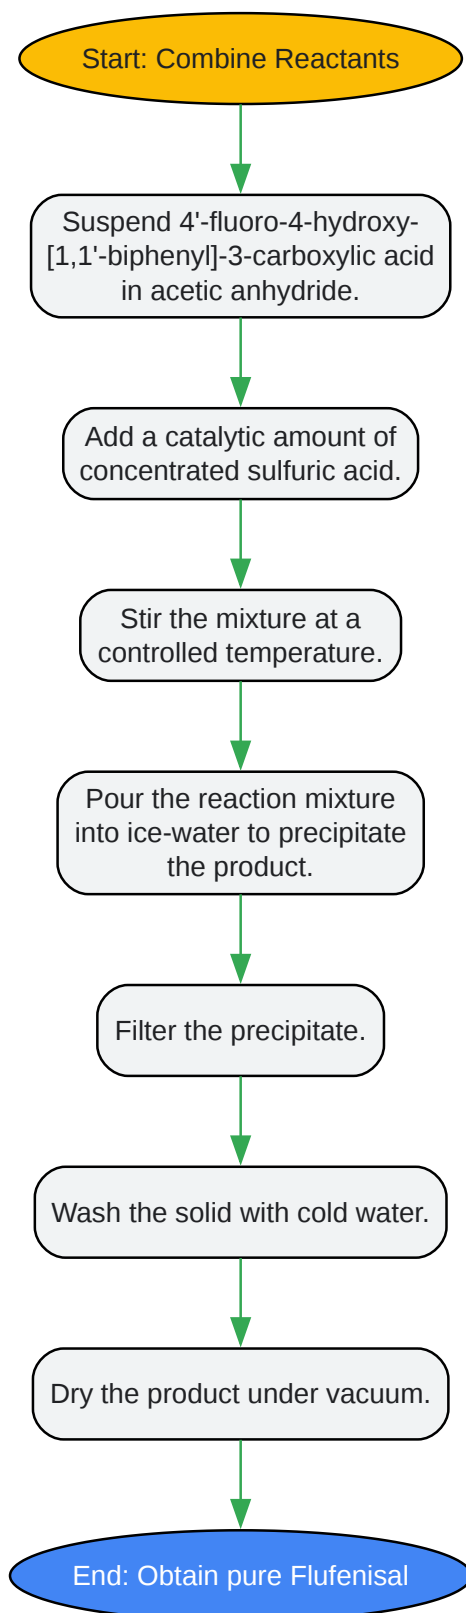 Start: Combine Reactants
Suspend 4'-fluoro-4-hydroxy-
[1,1'-biphenyl]-3-carboxylic acid
in acetic anhydride.
Add a catalytic amount of
concentrated sulfuric acid.
Stir the mixture at a
controlled temperature.
Pour the reaction mixture
into ice-water to precipitate
the product.
Filter the precipitate.
Wash the solid with cold water.
Dry the product under vacuum.
End: Obtain pure Flufenisal